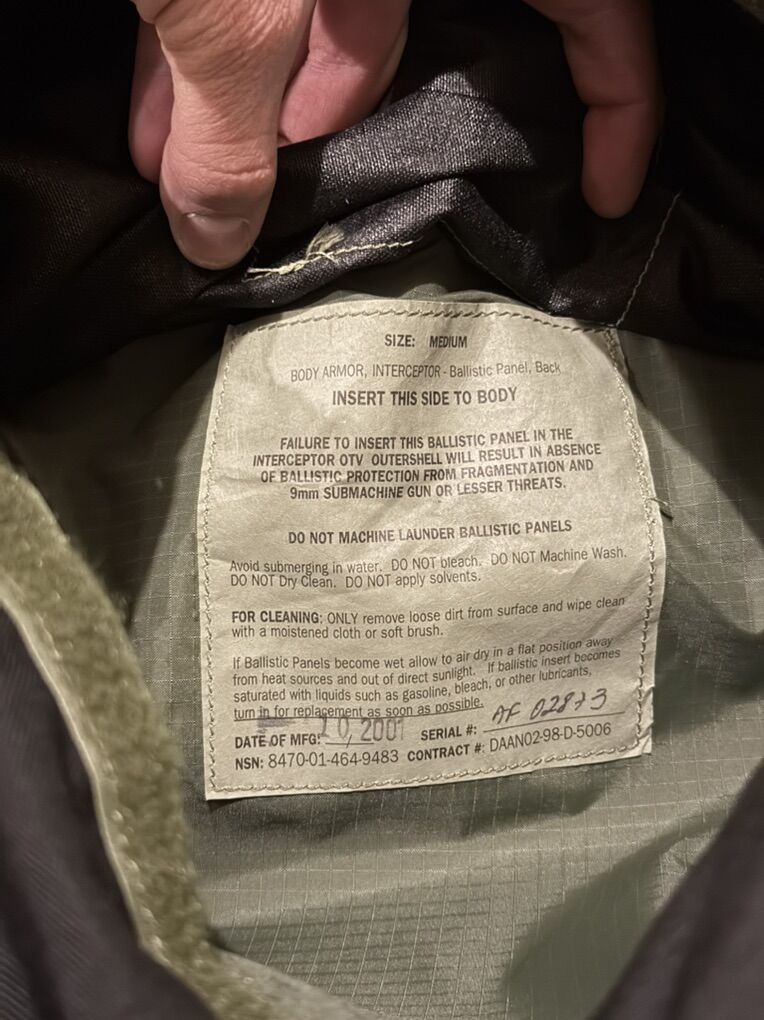 SIZE: MEDIUM
BODY ARMOR, INTERCEPTOR - Ballistic Panel, Back
INSERT THIS SIDE TO BODY
FAILURE TO INSERT THIS BALLISTIC PANEL IN THE
INTERCEPTOR OTV OUTERSHELL WILL RESULT IN ABSENCE
OF BALLISTIC PROTECTION FROM FRAGMENTATION AND
9mm SUBMACHINE GUN OR LESSER THREATS.
DO NOT MACHINE LAUNDER BALLISTIC PANELS
Avoid submerging in water. DO NOT bleach. DO NOT Machine Wash.
DO NOT Dry Clean. DO NOT apply solvents.
FOR CLEANING: ONLY remove loose dirt from surface and wipe clean
with a moistened cloth or soft brush.
If Ballistic Panels become wet allow to air dry in a flat position away
from heat sources and out of direct sunlight. If ballistic insert becomes
saturated with liquids such as gasoline, bleach, or other lubricants,
turn in for replacement as soon as possible.
DATE OF MFG: 10, 2001 SERIAL #: AF 02873
NSN: 8470-01-464-9483 CONTRACT #: DAAN02-98-D-5006